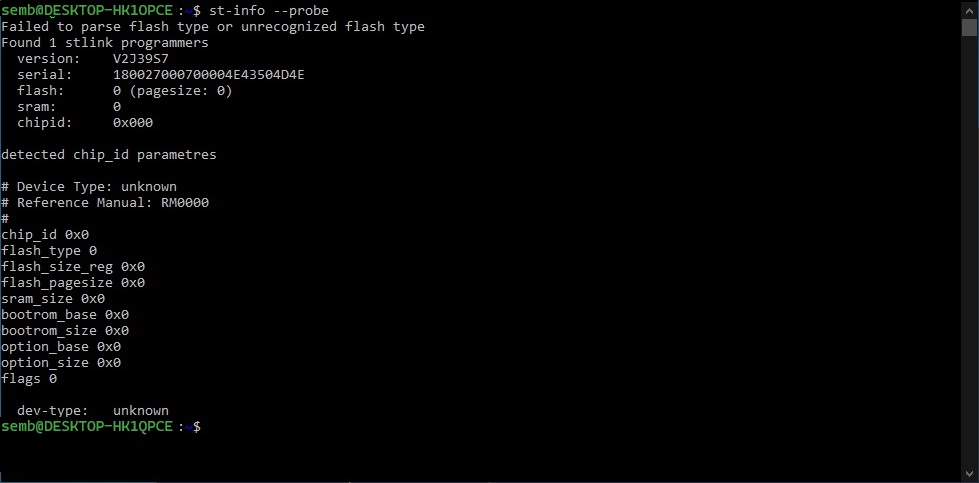 semb@DESKTOP-HK1QPCE:~$ st-info --probe
Failed to parse flash type or unrecognized flash type
Found 1 stlink programmers
version: V2J39S7
serial: 180027000700004E43504D4E
flash: 0 (pagesize: 0)
sram: 0
chipid: 0x000
detected chip_id parametres
# Device Type: unknown
# Reference Manual: RM0000
#
chip_id 0x0
flash_type 0
flash_size_reg 0x0
flash_pagesize 0x0
sram_size 0x0
bootrom_base 0x0
bootrom_size 0x0
option_base 0x0
option_size 0x0
flags 0
dev-type: unknown
semb@DESKTOP-HK1QPCE:~$